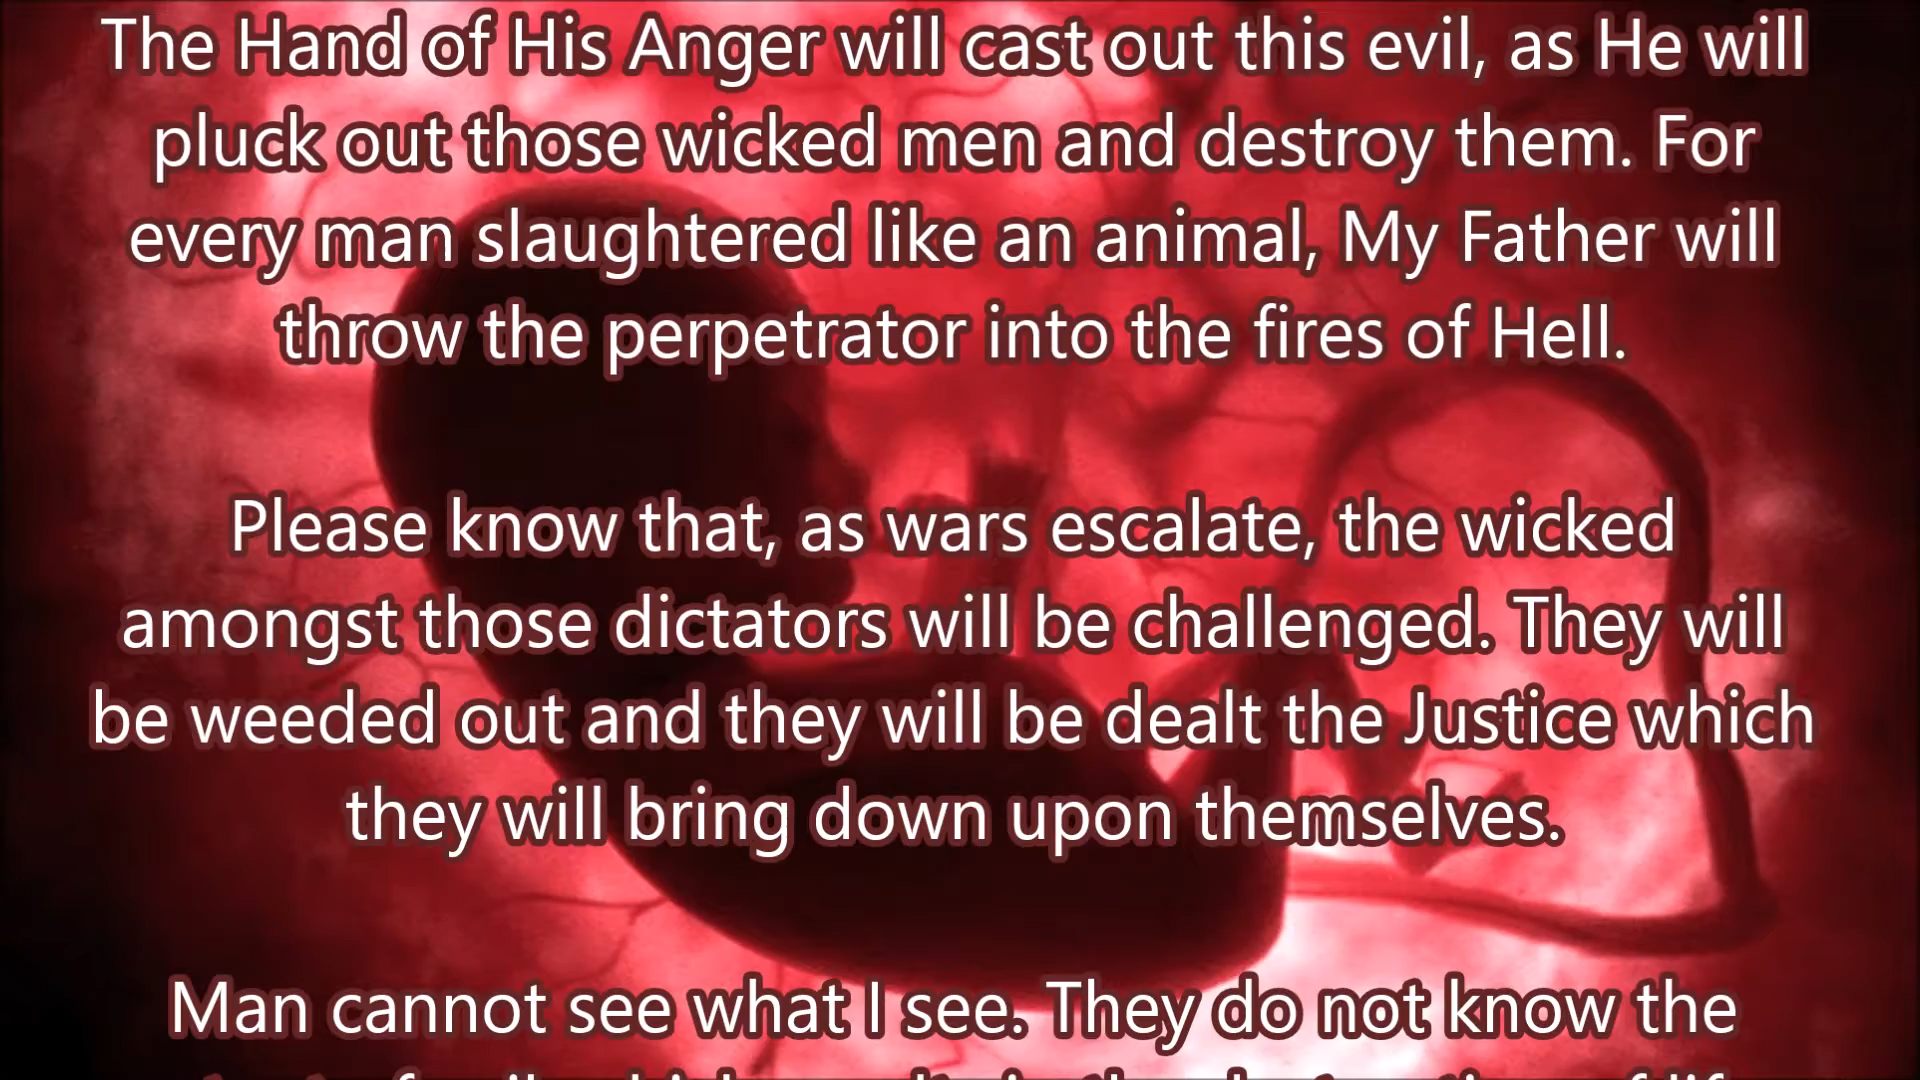 The Hand of His Anger will cast out this evil, as He will
pluck out those wicked men and destroy them. For
every man slaughtered like an animal, My Father will
throw the perpetrator into the fires of Hell.
Please know that, as wars escalate, the wicked
amongst those dictators will be challenged. They will
be weeded out and they will be dealt the Justice which
they will bring down upon themselves.
Man cannot see what I see. They do not know the